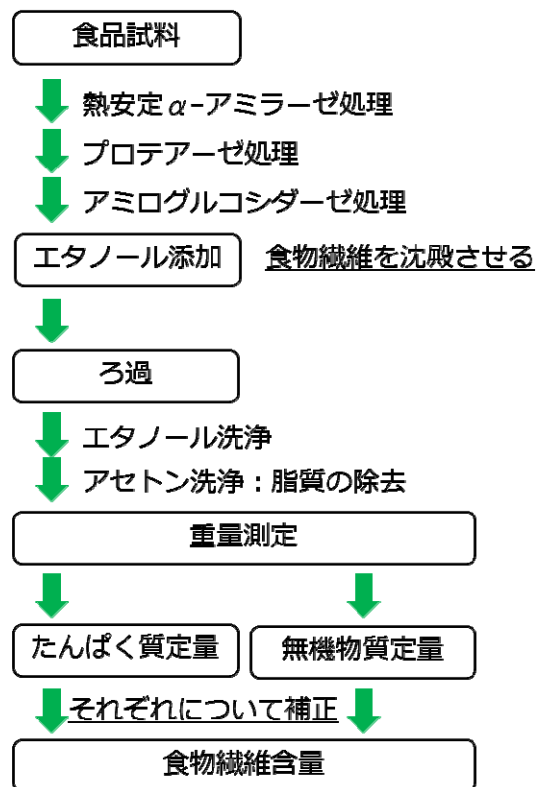 食品試料
熱安定α-アミラーゼ処理
プロテアーゼ処理
アミログルコシダーゼ処理
エタノール添加 食物繊維を沈殿させる
ろ過
エタノール洗浄
アセトン洗浄：脂質の除去
重量測定
たんぱく質定量 無機物質定量
それぞれについて補正
食物繊維含量